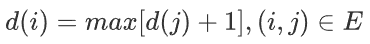 d(i) = max[d(j) + 1], (i, j) ∈ E